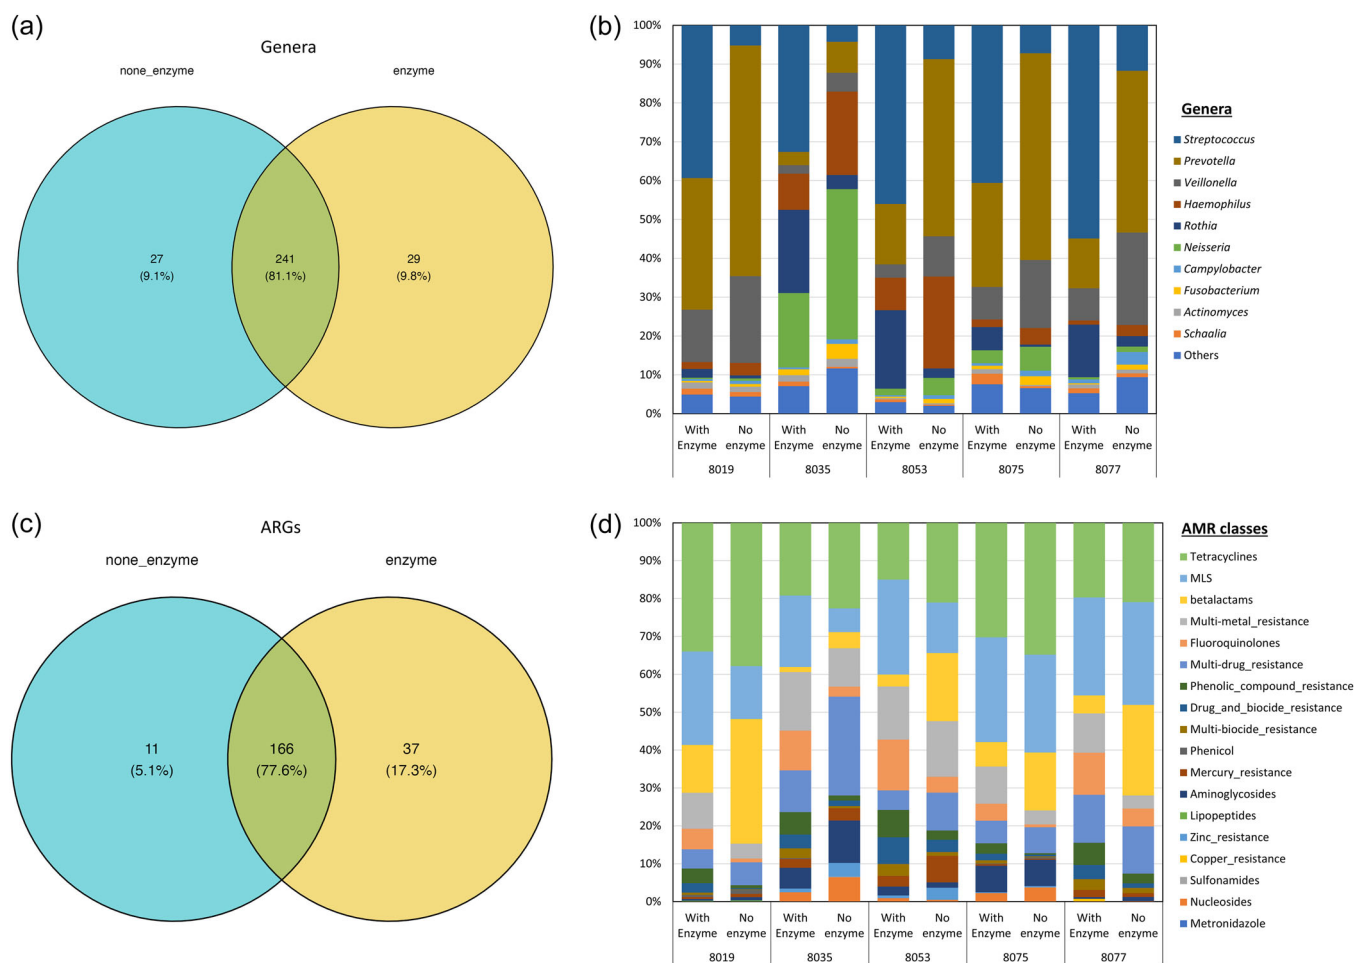 (a)
Genera
none_enzyme
enzyme
27
(9.1%)
241
(81.1%)
29
(9.8%)
(b)
100%
90%
80%
70%
60%
50%
40%
30%
20%
10%
0%
With Enzyme
No enzyme
With Enzyme
No enzyme
With Enzyme
No enzyme
With Enzyme
No enzyme
With Enzyme
No enzyme
8019
8035
8053
8075
8077
Genera
Streptococcus
Prevotella
Veillonella
Haemophilus
Rothia
Neisseria
Campylobacter
Fusobacterium
Actinomyces
Schaalia
Others
(c)
ARGs
none_enzyme
enzyme
11
(5.1%)
166
(77.6%)
37
(17.3%)
(d)
100%
90%
80%
70%
60%
50%
40%
30%
20%
10%
0%
With Enzyme
No enzyme
With Enzyme
No enzyme
With Enzyme
No enzyme
With Enzyme
No enzyme
With Enzyme
No enzyme
8019
8035
8053
8075
8077
AMR classes
Tetracyclines
MLS
betalactams
Multi-metal_resistance
Fluoroquinolones
Multi-drug_resistance
Phenolic_compound_resistance
Drug_and_biocide_resistance
Multi-biocide_resistance
Phenicol
Mercury_resistance
Aminoglycosides
Lipopeptides
Zinc_resistance
Copper_resistance
Sulfonamides
Nucleosides
Metronidazole